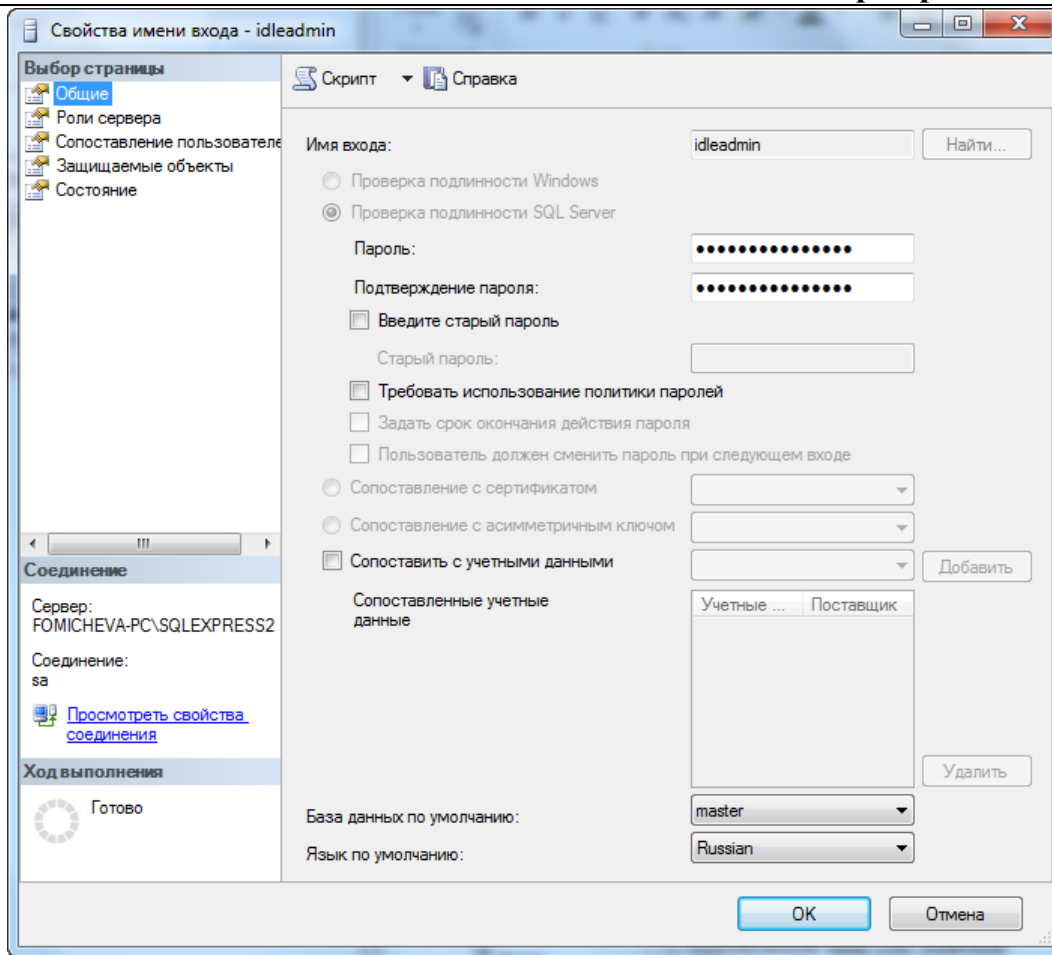 Свойства имени входа - idleadmin
Выбор страницы
Общие
Роли сервера
Сопоставление пользователе
Защищаемые объекты
Состояние
Скрипт
Справка
Имя входа:
idleadmin
Найти...
Проверка подлинности Windows
Проверка подлинности SQL Server
Пароль:
●●●●●●●●●●●●●●●
Подтверждение пароля:
●●●●●●●●●●●●●●●
Введите старый пароль
Старый пароль:
Требовать использование политики паролей
Задать срок окончания действия пароля
Пользователь должен сменить пароль при следующем входе
Сопоставление с сертификатом
Сопоставление с асимметричным ключом
Сопоставить с учетными данными
Добавить
Сопоставленные учетные
данные
Учетные ...
Поставщик
Удалить
База данных по умолчанию:
master
Язык по умолчанию:
Russian
Соединение
Сервер:
FOMICHEVA-PC\SQLEXPRESS2
Соединение:
sa
Просмотреть свойства
соединения
Ход выполнения
Готово
OK
Отмена